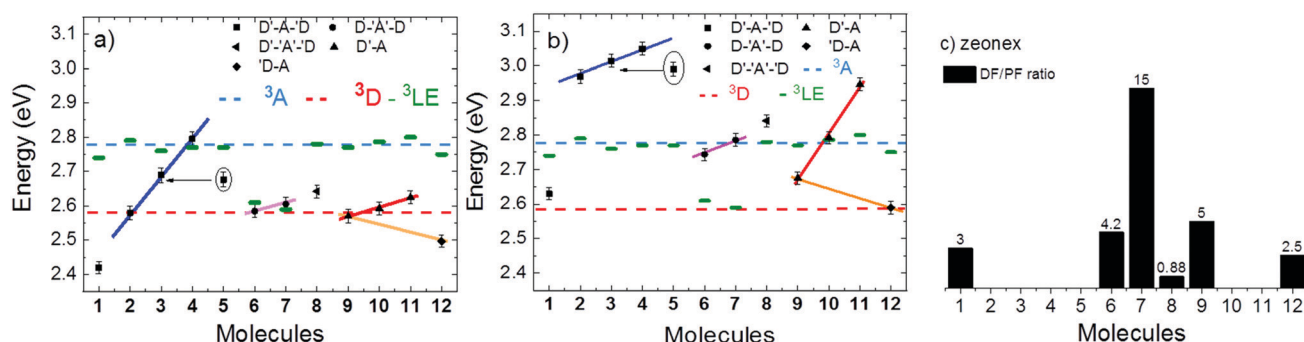 a)
■ D'-A-'D
● D-'A'-D
◄ D'-'A'-'D
▲ D'-A
◆ 'D-A
³A
³D
³LE
Energy (eV)
3.1
3.0
2.9
2.8
2.7
2.6
2.5
2.4
1 2 3 4 5 6 7 8 9 10 11 12
Molecules
b)
■ D'-A-'D
▲ D'-A
● D-'A'-D
◆ 'D-A
◄ D'-'A'-'D
³A
³D
³LE
Energy (eV)
3.1
3.0
2.9
2.8
2.7
2.6
2.5
2.4
1 2 3 4 5 6 7 8 9 10 11 12
Molecules
c) zeonex
DF/PF ratio
3
4.2
15
0.88
5
2.5
1 2 3 4 5 6 7 8 9 10 11 12
Molecules